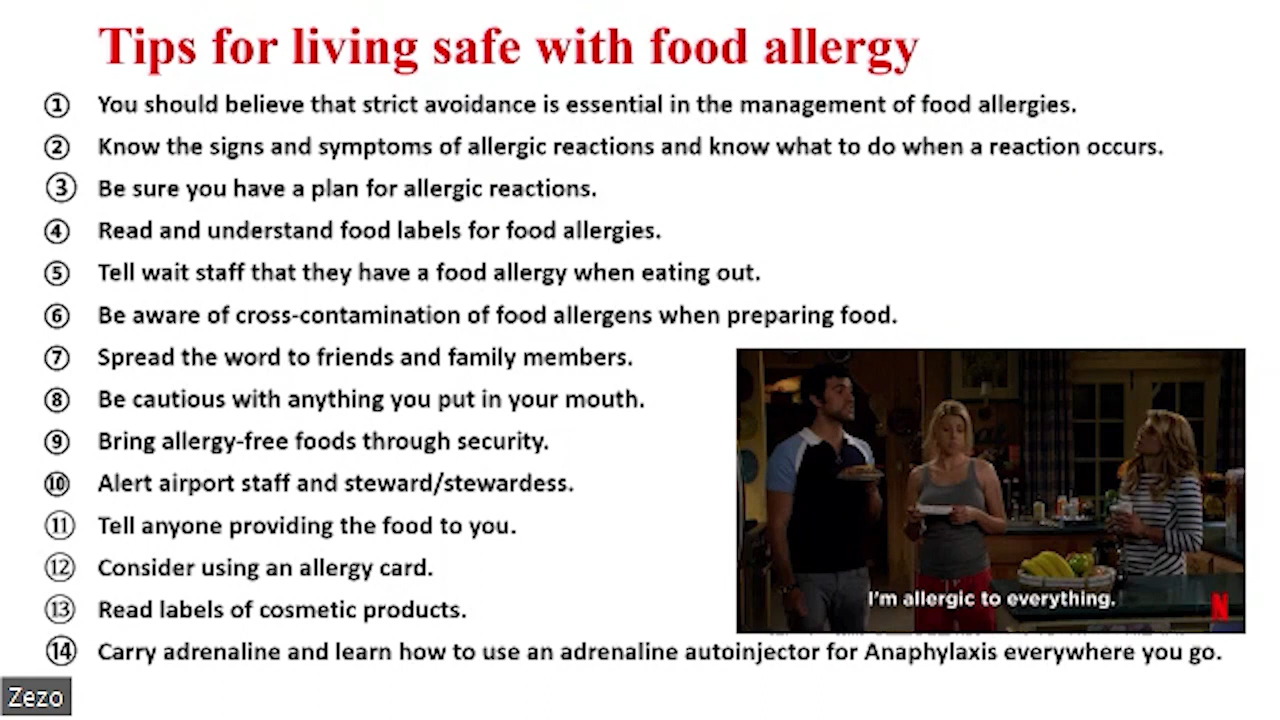 Tips for living safe with food allergy
① You should believe that strict avoidance is essential in the management of food allergies.
② Know the signs and symptoms of allergic reactions and know what to do when a reaction occurs.
③ Be sure you have a plan for allergic reactions.
④ Read and understand food labels for food allergies.
⑤ Tell wait staff that they have a food allergy when eating out.
⑥ Be aware of cross-contamination of food allergens when preparing food.
⑦ Spread the word to friends and family members.
⑧ Be cautious with anything you put in your mouth.
⑨ Bring allergy-free foods through security.
⑩ Alert airport staff and steward/stewardess.
⑪ Tell anyone providing the food to you.
⑫ Consider using an allergy card.
I'm allergic to everything.
N
⑬ Read labels of cosmetic products.
⑭ Carry adrenaline and learn how to use an adrenaline autoinjector for Anaphylaxis everywhere you go.
Zezo